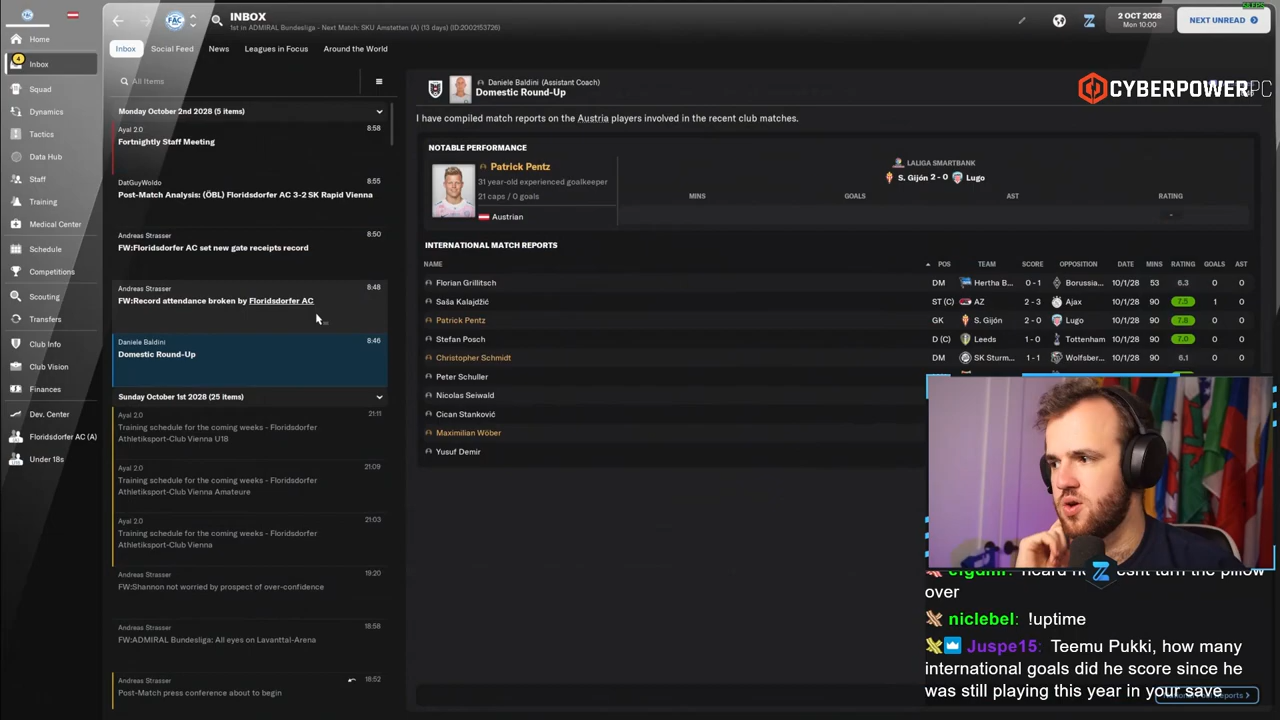 INBOX
1st in ADMIRAL Bundesliga - Next Match: SKU Amstetten (A) (13 days) (ID:2002153726)
2 OCT 2028
Mon 10:00
NEXT UNREAD
Home
4
Inbox
Squad
Dynamics
Tactics
Data Hub
Staff
Training
Medical Center
Schedule
Competitions
Scouting
Transfers
Club Info
Club Vision
Finances
Dev. Center
Floridsdorfer AC (A)
Under 18s
Inbox
Social Feed
News
Leagues in Focus
Around the World
All Items
Monday October 2nd 2028 (5 items)
Ayal 2.0
8:58
Fortnightly Staff Meeting
DatGuyWoldo
8:55
Post-Match Analysis: (ÖBL) Floridsdorfer AC 3-2 SK Rapid Vienna
Andreas Strasser
8:50
FW:Floridsdorfer AC set new gate receipts record
Andreas Strasser
8:48
FW:Record attendance broken by Floridsdorfer AC
Daniele Baldini
8:46
Domestic Round-Up
Sunday October 1st 2028 (25 items)
Ayal 2.0
21:11
Training schedule for the coming weeks - Floridsdorfer
Athletiksport-Club Vienna U18
Ayal 2.0
21:09
Training schedule for the coming weeks - Floridsdorfer
Athletiksport-Club Vienna Amateure
Ayal 2.0
21:03
Training schedule for the coming weeks - Floridsdorfer
Athletiksport-Club Vienna
Andreas Strasser
19:20
FW:Shannon not worried by prospect of over-confidence
Andreas Strasser
18:58
FW:ADMIRAL Bundesliga: All eyes on Lavanttal-Arena
Andreas Strasser
18:52
Post-Match press conference about to begin
Daniele Baldini (Assistant Coach)
Domestic Round-Up
CYBERPOWERPC
I have compiled match reports on the Austria players involved in the recent club matches.
NOTABLE PERFORMANCE
Patrick Pentz
31 year-old experienced goalkeeper
21 caps / 0 goals
Austrian
LALIGA SMARTBANK
S. Gijón 2 - 0 Lugo
MINS GOALS AST RATING
-
INTERNATIONAL MATCH REPORTS
NAME POS TEAM SCORE OPPOSITION DATE MINS RATING GOALS AST
Florian Grillitsch DM Hertha B... 0 - 1 Borussia... 10/1/28 53 6.3 0 0
Saša Kalajdžić ST (C) AZ 2 - 3 Ajax 10/1/28 90 7.5 1 0
Patrick Pentz GK S. Gijón 2 - 0 Lugo 10/1/28 90 7.8 0 0
Stefan Posch D (C) Leeds 1 - 0 Tottenham 10/1/28 90 7.0 0 0
Christopher Schmidt DM SK Sturm... 1 - 1 Wolfsber... 10/1/28 90 6.1 0 0
Peter Schuller
Nicolas Seiwald
Cican Stanković
Maximilian Wöber
Yusuf Demir
turn the pillow
over
niclebel: !uptime
Juspe15: Teemu Pukki, how many
international goals did he score since he
was still playing this year in your save